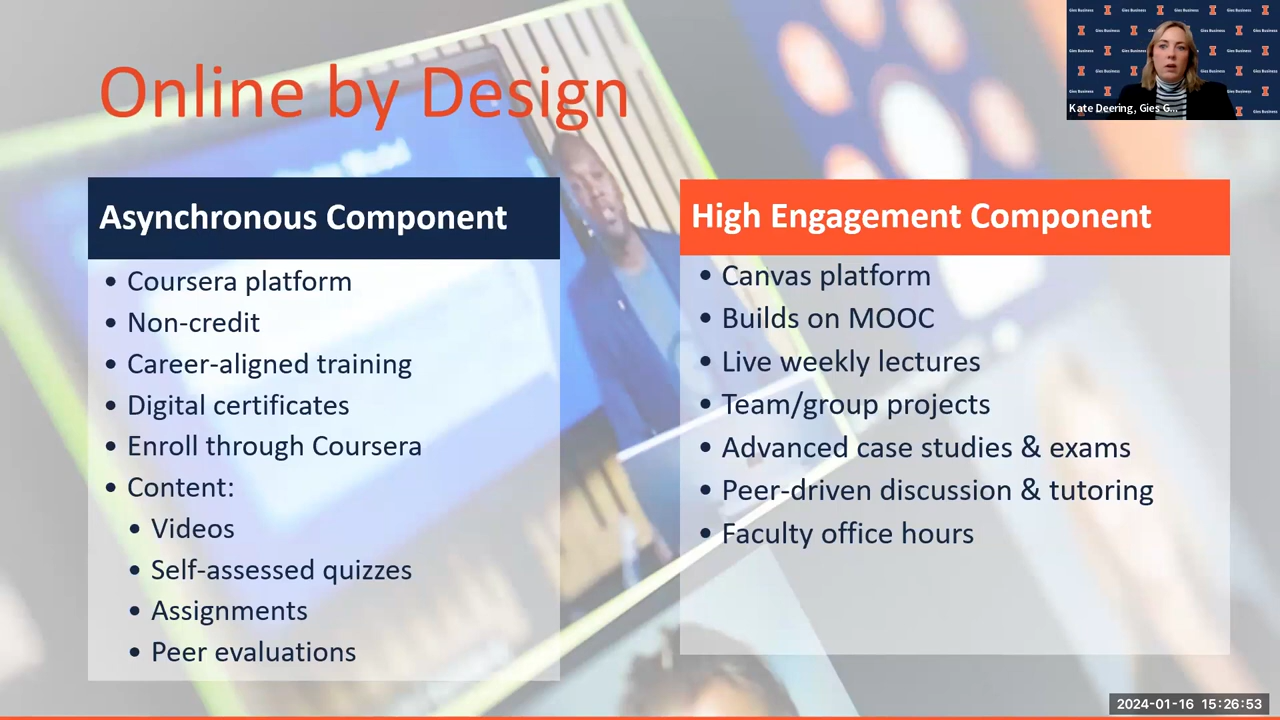 Online by Design
Kate Deering, Gies G...
Asynchronous Component
• Coursera platform
• Non-credit
• Career-aligned training
• Digital certificates
• Enroll through Coursera
• Content:
• Videos
• Self-assessed quizzes
• Assignments
• Peer evaluations
High Engagement Component
• Canvas platform
• Builds on MOOC
• Live weekly lectures
• Team/group projects
• Advanced case studies & exams
• Peer-driven discussion & tutoring
• Faculty office hours
2024-01-16 15:26:53